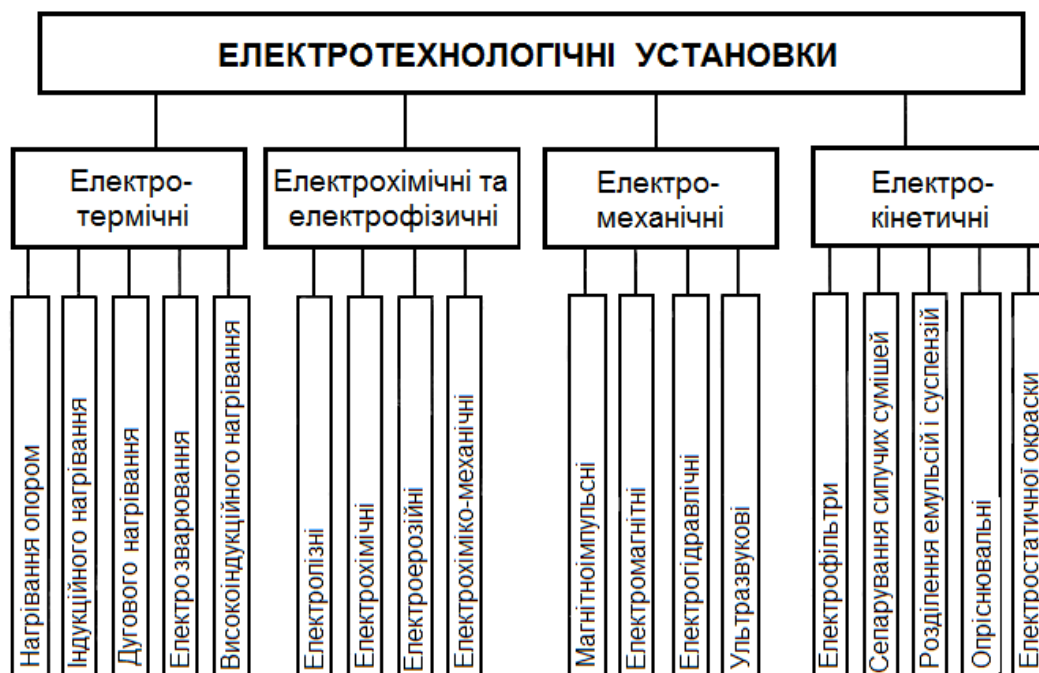 ЕЛЕКТРОТЕХНОЛОГІЧНІ УСТАНОВКИ
Електро-
термічні
Електрохімічні та
електрофізичні
Електро-
механічні
Електро-
кінетичні
Нагрівання опором
Індукційного нагрівання
Дугового нагрівання
Електрозварювання
Високоіндукційного нагрівання
Електролізні
Електрохімічні
Електроерозійні
Електрохіміко-механічні
Магнітноімпульсні
Електромагнітні
Електрогідравлічні
Ультразвукові
Електрофільтри
Сепарування сипучих сумішей
Розділення емульсій і суспензій
Опріснювальні
Електростатичної окраски